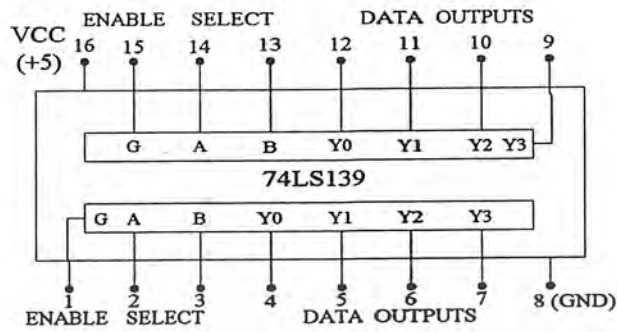 ENABLE SELECT DATA OUTPUTS
VCC
(+5)
16 15 14 13 12 11 10 9
G A B Y0 Y1 Y2 Y3
74LS139
G A B Y0 Y1 Y2 Y3
1 2 3 4 5 6 7 8 (GND)
ENABLE SELECT DATA OUTPUTS